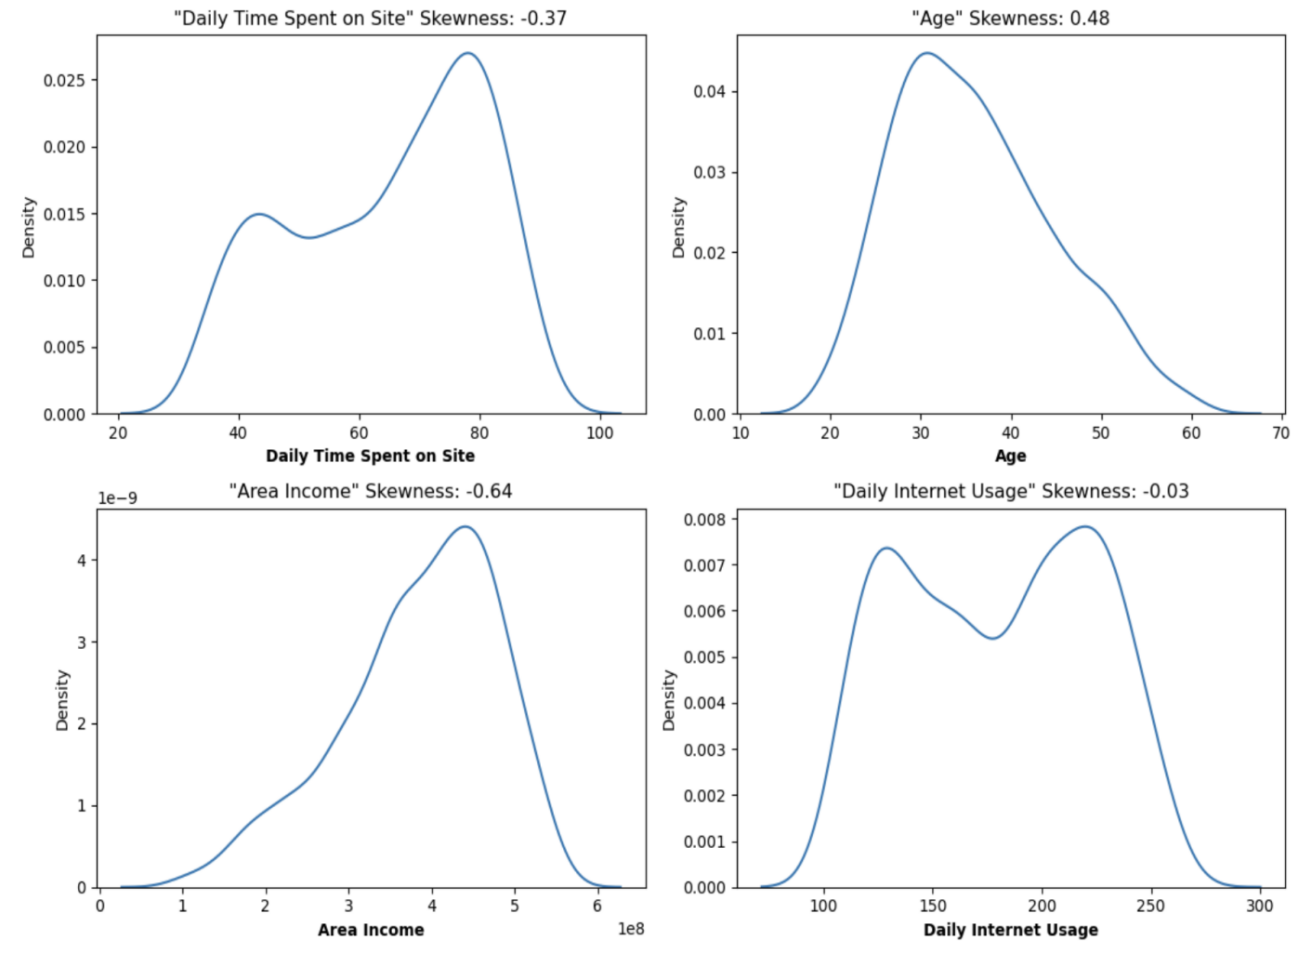 "Daily Time Spent on Site" Skewness: -0.37
0.025
0.020
0.015
0.010
0.005
0.000
Density
20 40 60 80 100
Daily Time Spent on Site
"Age" Skewness: 0.48
0.04
0.03
0.02
0.01
0.00
Density
10 20 30 40 50 60 70
Age
"Area Income" Skewness: -0.64
1e−9
4
3
2
1
0
Density
0 1 2 3 4 5 6
1e8
Area Income
"Daily Internet Usage" Skewness: -0.03
0.008
0.007
0.006
0.005
0.004
0.003
0.002
0.001
0.000
Density
100 150 200 250 300
Daily Internet Usage